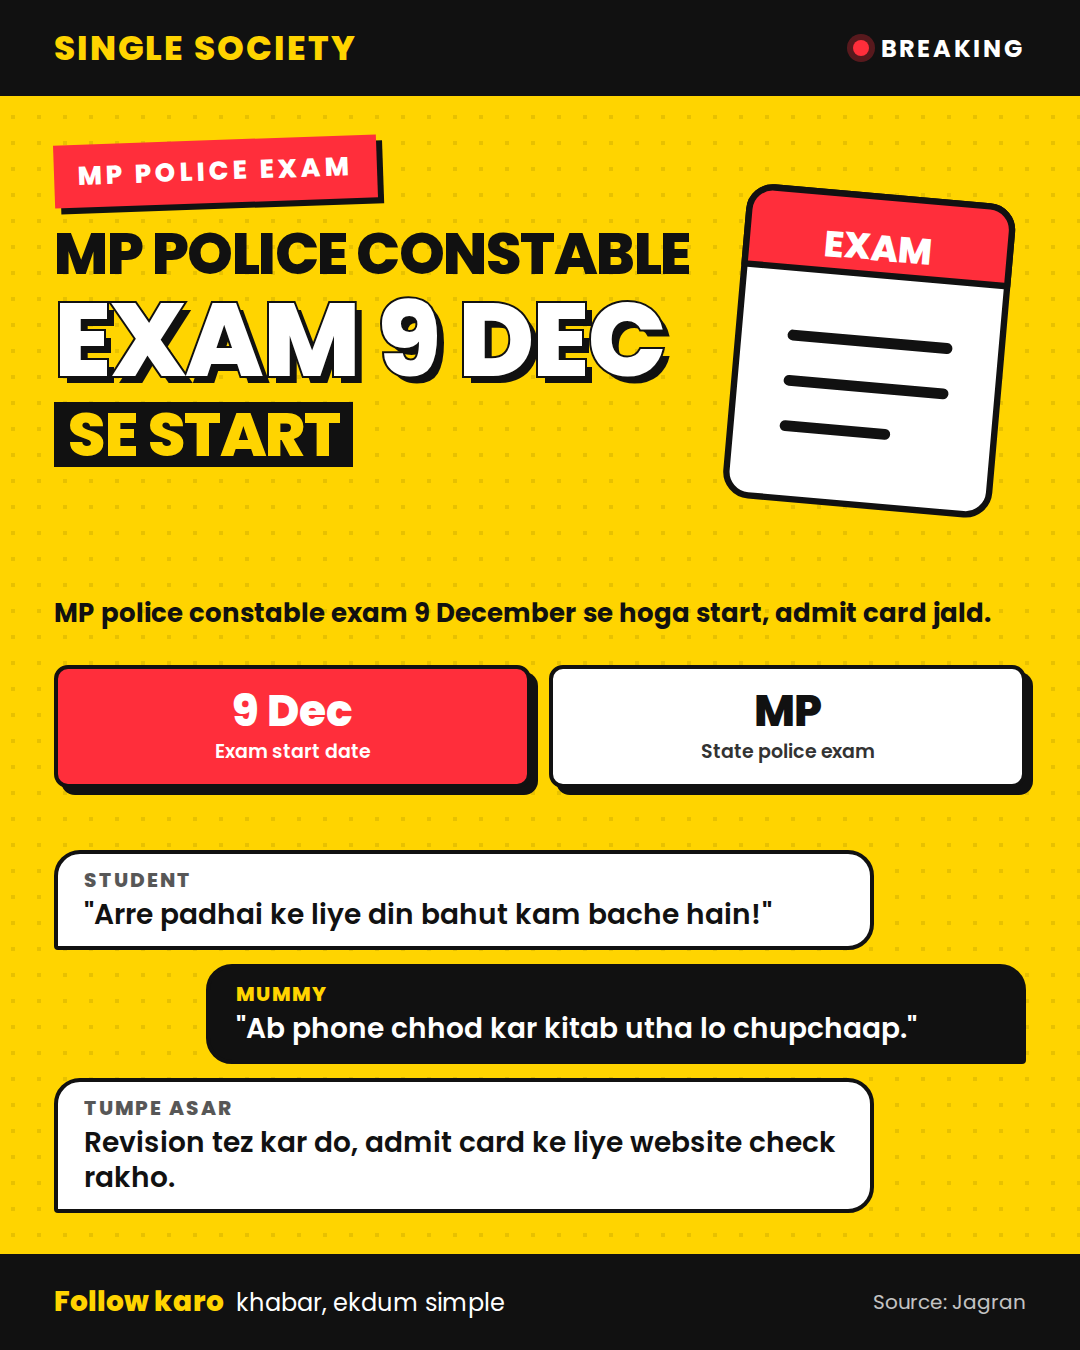 SINGLE SOCIETY
BREAKING
MP POLICE EXAM
MP POLICE CONSTABLE
EXAM 9 DEC
SE START
EXAM
MP police constable exam 9 December se hoga start, admit card jald.
9 Dec
Exam start date
MP
State police exam
STUDENT
"Arre padhai ke liye din bahut kam bache hain!"
MUMMY
"Ab phone chhod kar kitab utha lo chupchaap."
TUMPE ASAR
Revision tez kar do, admit card ke liye website check
rakho.
Follow karo khabar, ekdum simple
Source: Jagran